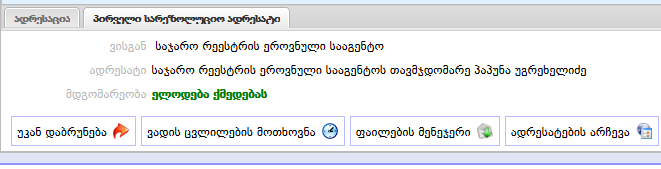 ადრესაცია პირველი სარეზოლუციო ადრესატი
ვისგან საჯარო რეესტრის ეროვნული სააგენტო
ადრესატი საჯარო რეესტრის ეროვნული სააგენტოს თავმჯდომარე პაპუნა უგრეხელიძე
მდგომარეობა ელოდება ქმედებას
უკან დაბრუნება ვადის ცვლილების მოთხოვნა ფაილების მენეჯერი ადრესატების არჩევა